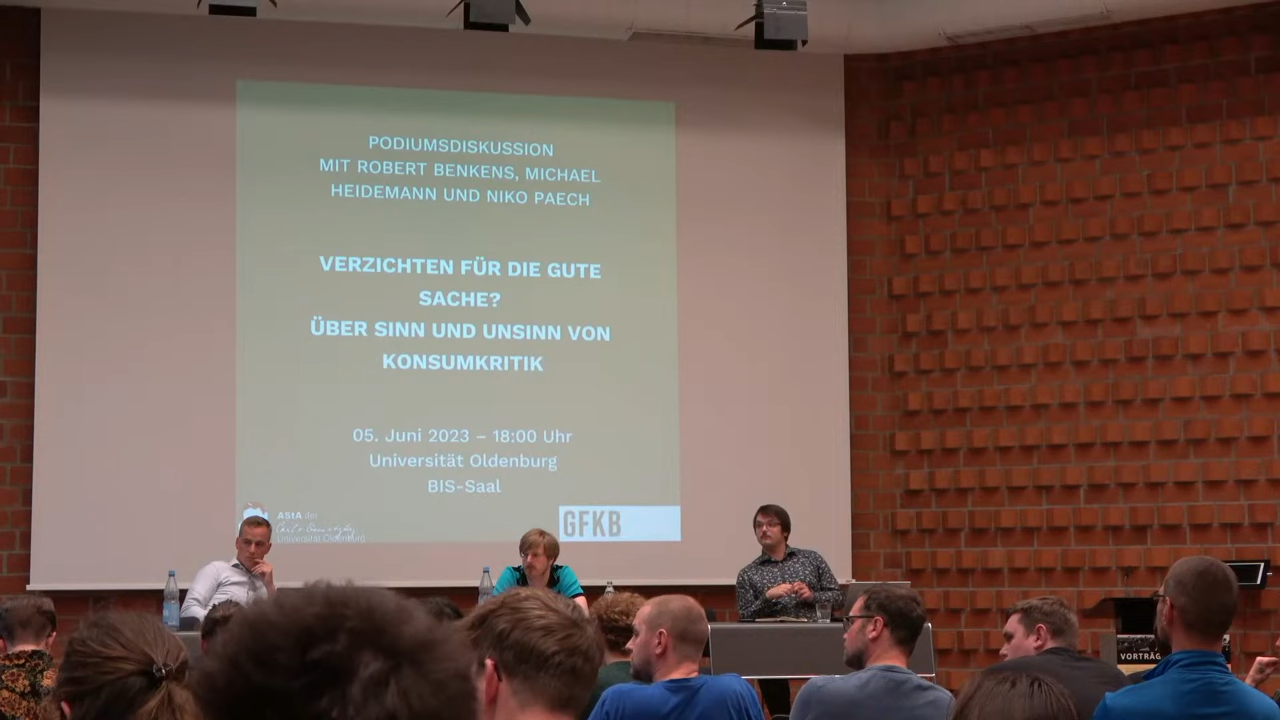 PODIUMSDISKUSSION
MIT ROBERT BENKENS, MICHAEL
HEIDEMANN UND NIKO PAECH
VERZICHTEN FÜR DIE GUTE
SACHE?
ÜBER SINN UND UNSINN VON
KONSUMKRITIK
05. Juni 2023 – 18:00 Uhr
Universität Oldenburg
BIS-Saal
AStA der
Universität Oldenburg
GFKB